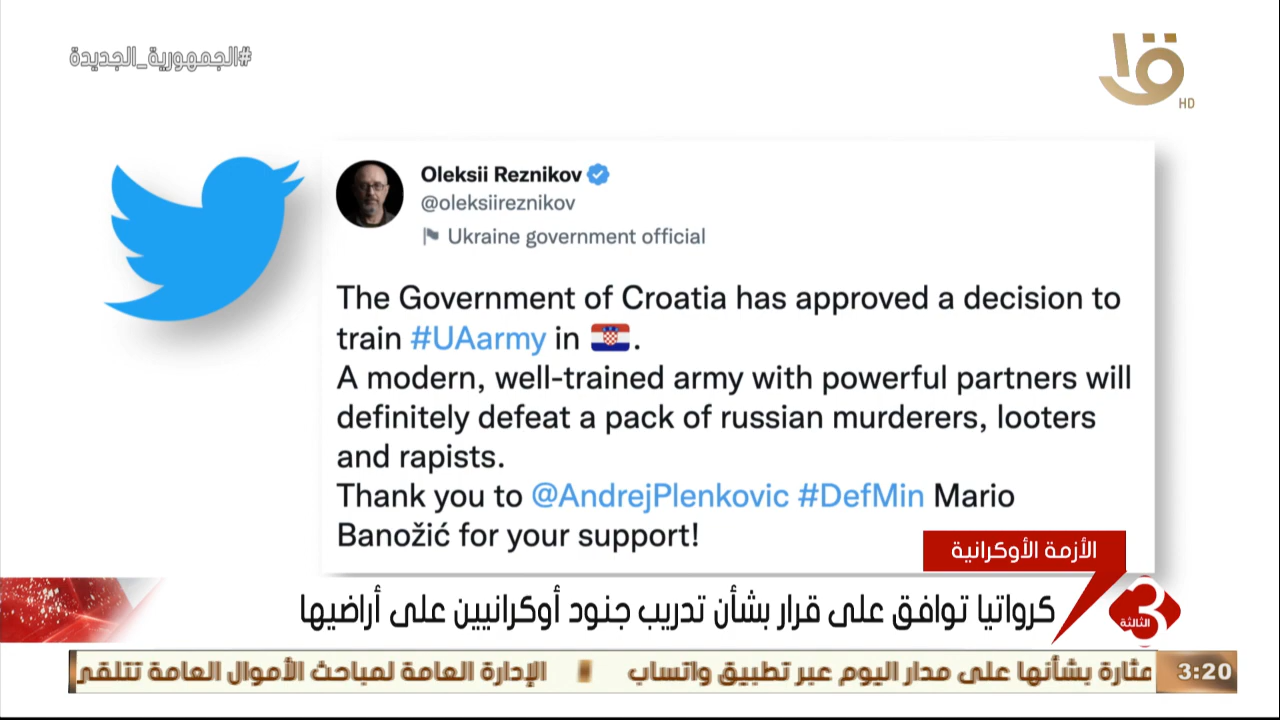 #الجمهورية_الجديدة
HD
Oleksii Reznikov
@oleksiireznikov
Ukraine government official
The Government of Croatia has approved a decision to
train #UAarmy in 🇭🇷.
A modern, well-trained army with powerful partners will
definitely defeat a pack of russian murderers, looters
and rapists.
Thank you to @AndrejPlenkovic #DefMin Mario
Banožić for your support!
الأزمة الأوكرانية
كرواتيا توافق على قرار بشأن تدريب جنود أوكرانيين على أراضيها
3
الثالثة
مثارة بشأنها على مدار اليوم عبر تطبيق واتساب الإدارة العامة لمباحث الأموال العامة تتلقى
3:20